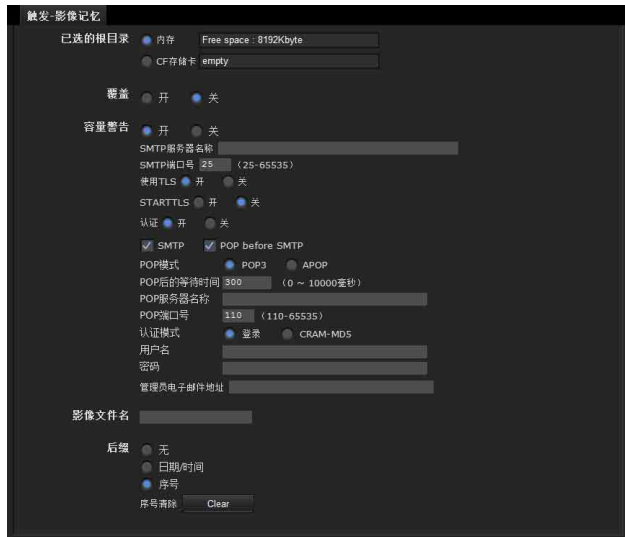 触发-影像记忆
已选的根目录 内存 Free space : 8192Kbyte
CF存储卡 empty
覆盖 开 关
容量警告 开 关
SMTP服务器名称
SMTP端口号 25 (25-65535)
使用TLS 开 关
STARTTLS 开 关
认证 开 关
SMTP POP before SMTP
POP模式 POP3 APOP
POP后的等待时间 300 (0 ~ 10000毫秒)
POP服务器名称
POP端口号 110 (110-65535)
认证模式 登录 CRAM-MD5
用户名
密码
管理员电子邮件地址
影像文件名
后缀 无
日期/时间
序号
序号清除 Clear